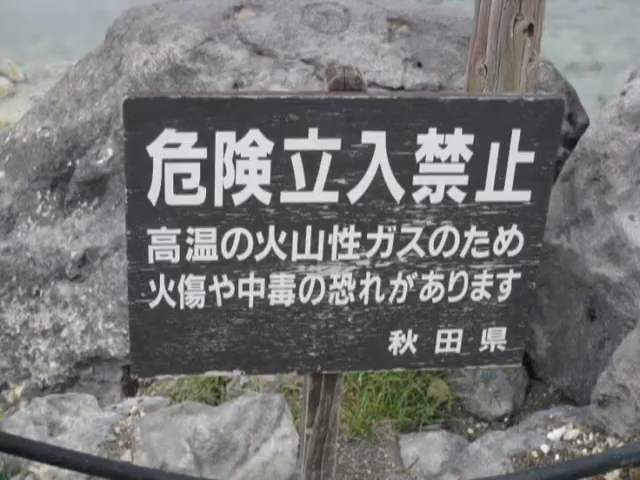 危険立入禁止
高温の火山性ガスのため
火傷や中毒の恐れがあります
秋田県